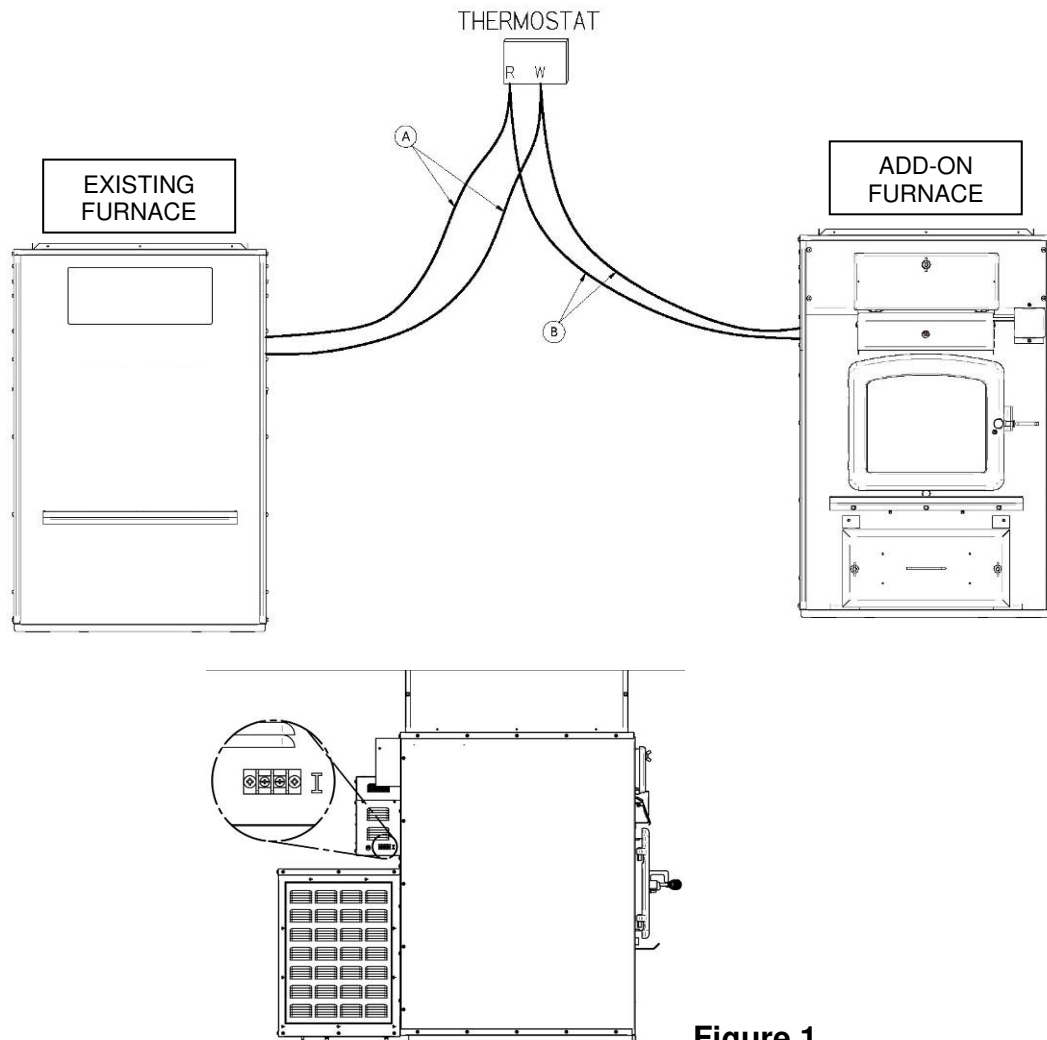 THERMOSTAT
R W
A
EXISTING
FURNACE
ADD-ON
FURNACE
B
I
Figure 1